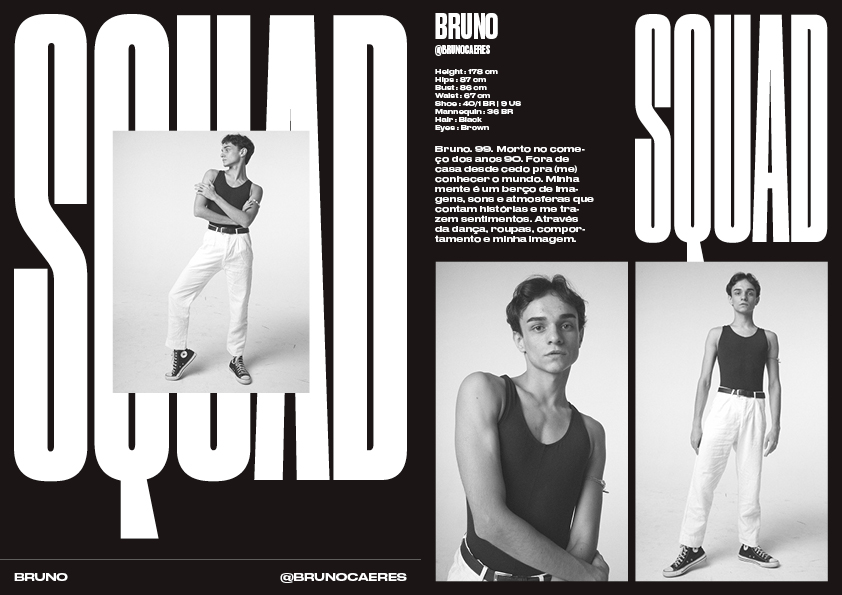 SQUAD
BRUNO
@BRUNOCAERES
BRUNO
@BRUNOCAERES
Height : 178 cm
Hips : 87 cm
Bust : 86 cm
Waist : 67 cm
Shoe : 40/1 BR | 9 US
Mannequin : 36 BR
Hair : Black
Eyes : Brown
Bruno. 99. Morto no come-
ço dos anos 90. Fora de
casa desde cedo pra (me)
conhecer o mundo. Minha
mente é um berço de ima-
gens, sons e atmosferas que
contam histórias e me tra-
zem sentimentos. Através
da dança, roupas, compor-
tamento e minha imagem.
SQUAD